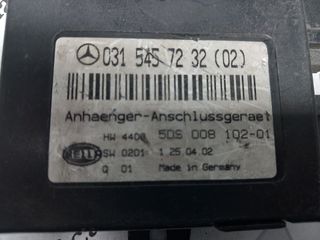 031 545 72 32 (02)
Anhaenger-Anschlussgeraet
HW 4400 5DS 008 102-01
HELLA SW 0201 1 25.04.02
Q 01 Made in Germany